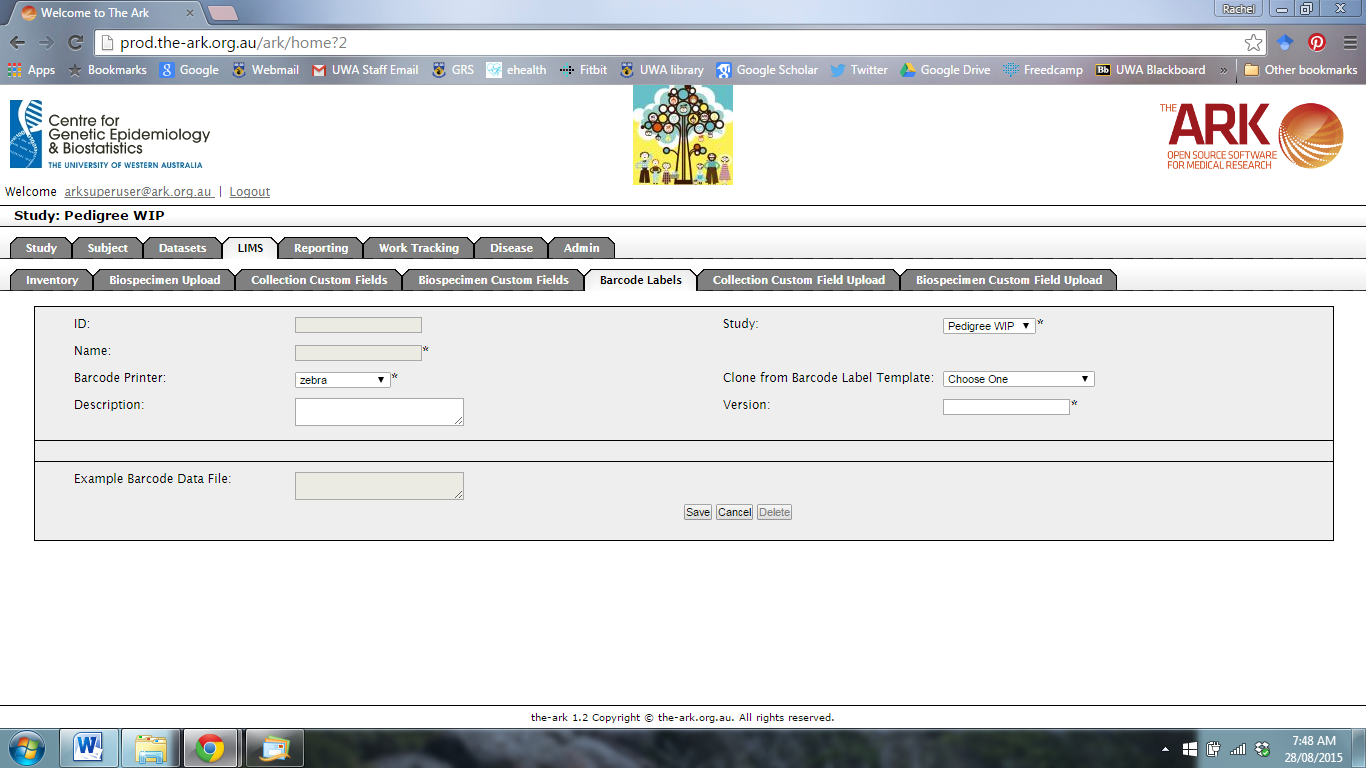 Welcome to The Ark
Rachel
prod.the-ark.org.au/ark/home?2
Apps Bookmarks Google Webmail UWA Staff Email GRS ehealth Fitbit UWA library Google Scholar Twitter Google Drive Freedcamp UWA Blackboard » Other bookmarks
Centre for
Genetic Epidemiology
& Biostatistics
THE UNIVERSITY OF WESTERN AUSTRALIA
THE ARK
OPEN SOURCE SOFTWARE
FOR MEDICAL RESEARCH
Welcome arksuperuser@ark.org.au | Logout
Study: Pedigree WIP
Study Subject Datasets LIMS Reporting Work Tracking Disease Admin
Inventory Biospecimen Upload Collection Custom Fields Biospecimen Custom Fields Barcode Labels Collection Custom Field Upload Biospecimen Custom Field Upload
ID: Study: Pedigree WIP *
Name: *
Barcode Printer: zebra * Clone from Barcode Label Template: Choose One
Description: Version: *
Example Barcode Data File:
Save Cancel Delete
the-ark 1.2 Copyright © the-ark.org.au. All rights reserved.
7:48 AM
28/08/2015